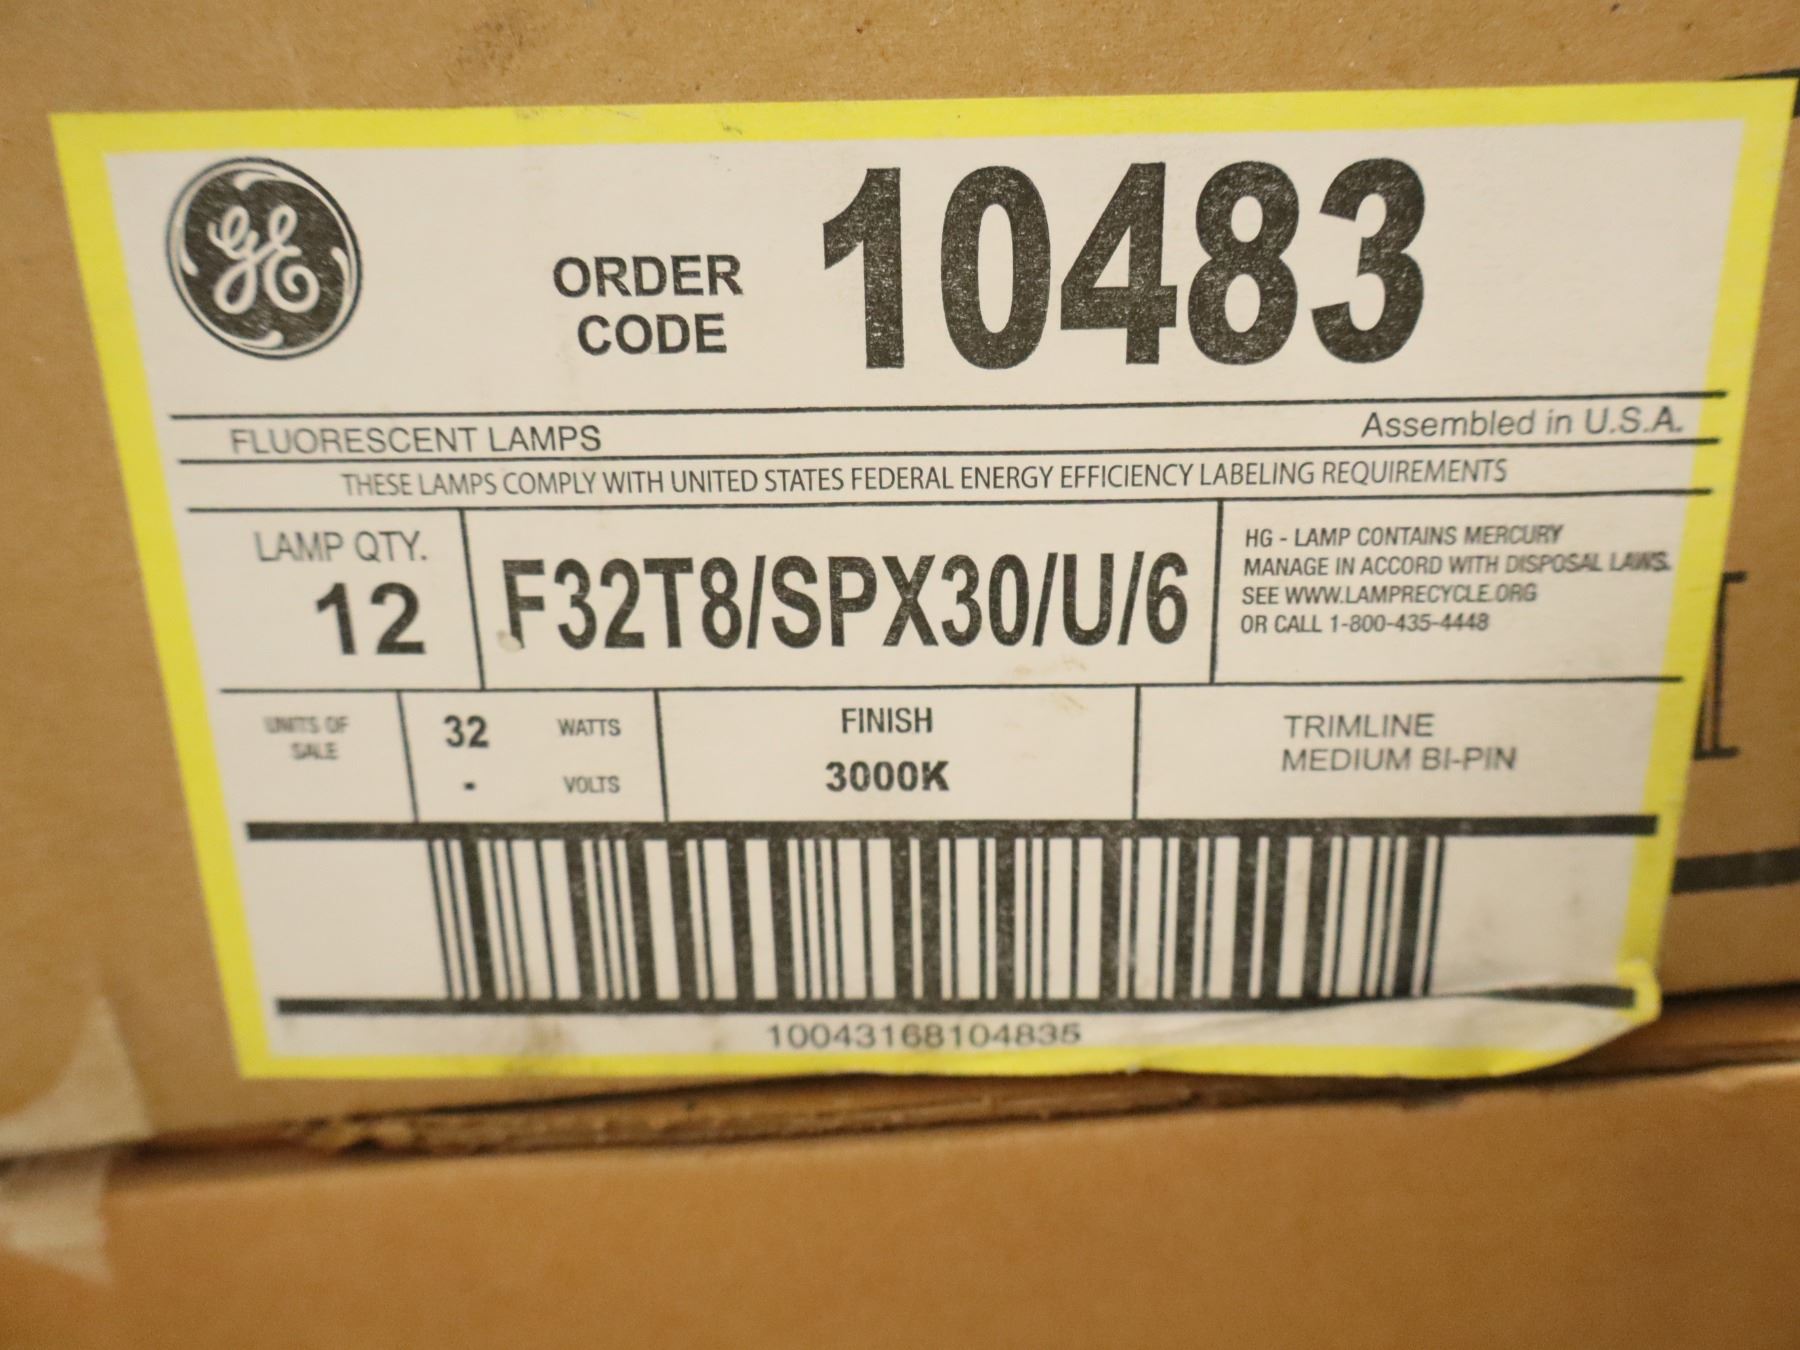 GE
ORDER CODE 10483
FLUORESCENT LAMPS Assembled in U.S.A.
THESE LAMPS COMPLY WITH UNITED STATES FEDERAL ENERGY EFFICIENCY LABELING REQUIREMENTS
LAMP QTY.
12
F32T8/SPX30/U/6
HG - LAMP CONTAINS MERCURY
MANAGE IN ACCORD WITH DISPOSAL LAWS.
SEE WWW.LAMPRECYCLE.ORG
OR CALL 1-800-435-4448
UNITS OF
SALE
32 WATTS
- VOLTS
FINISH
3000K
TRIMLINE
MEDIUM BI-PIN
10043168104835